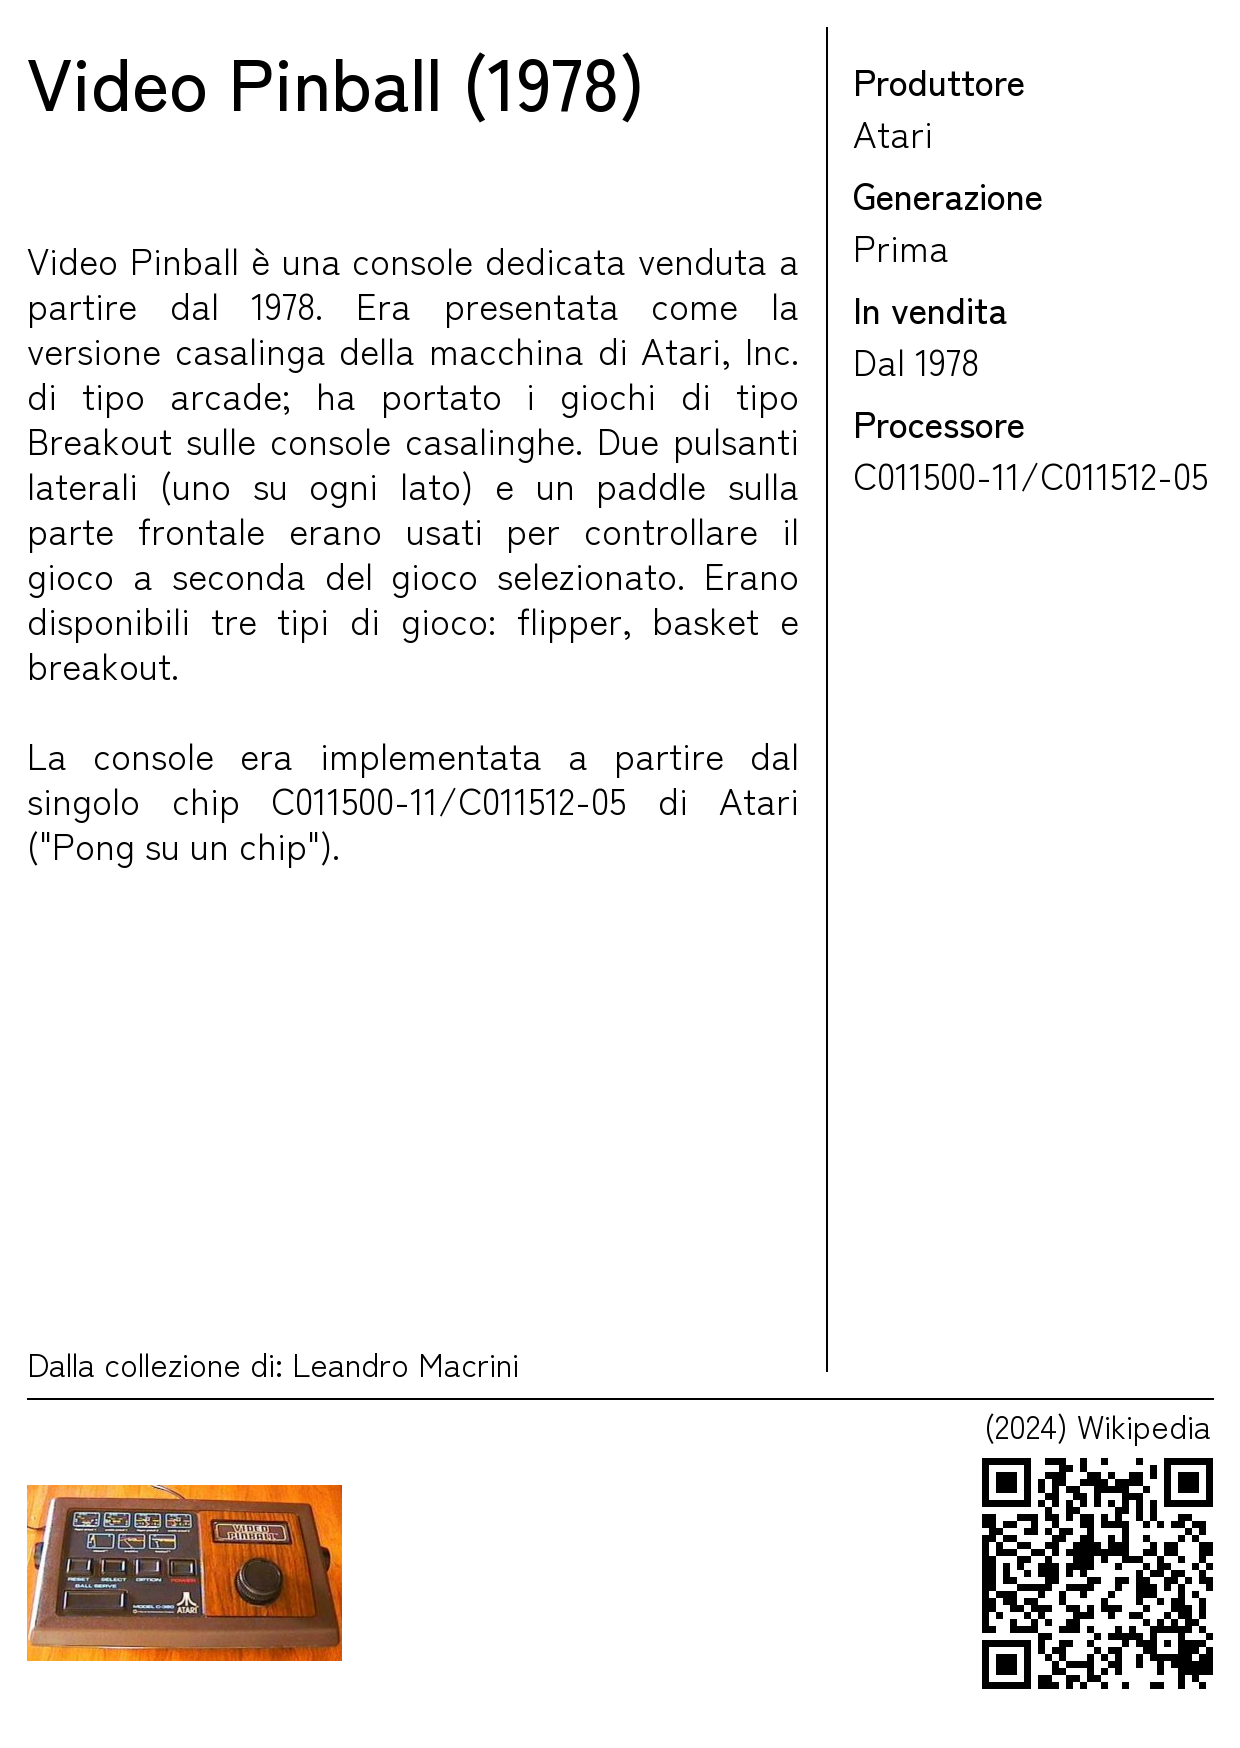 Video Pinball (1978)
Video Pinball è una console dedicata venduta a
partire dal 1978. Era presentata come la
versione casalinga della macchina di Atari, Inc.
di tipo arcade; ha portato i giochi di tipo
Breakout sulle console casalinghe. Due pulsanti
laterali (uno su ogni lato) e un paddle sulla
parte frontale erano usati per controllare il
gioco a seconda del gioco selezionato. Erano
disponibili tre tipi di gioco: flipper, basket e
breakout.
La console era implementata a partire dal
singolo chip C011500-11/C011512-05 di Atari
("Pong su un chip").
Produttore
Atari
Generazione
Prima
In vendita
Dal 1978
Processore
C011500-11/C011512-05
Dalla collezione di: Leandro Macrini
(2024) Wikipedia
VIDEO
PINBALL
RESET SELECT OPTION POWER
BALL SERVE
MODEL C-380
ATARI